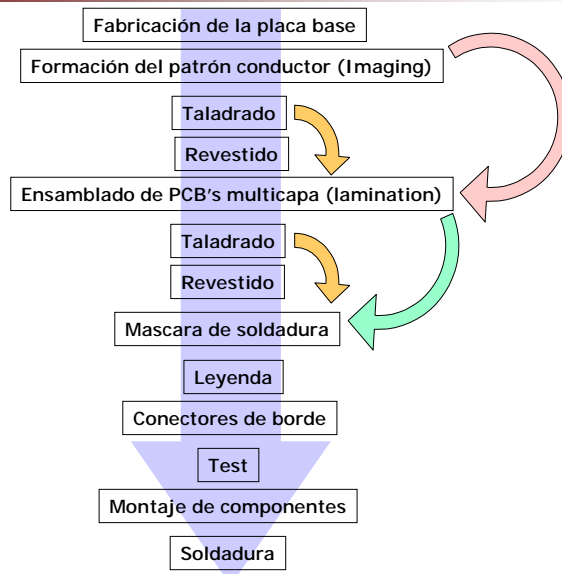 Fabricación de la placa base
Formación del patrón conductor (Imaging)
Taladrado
Revestido
Ensamblado de PCB's multicapa (lamination)
Taladrado
Revestido
Mascara de soldadura
Leyenda
Conectores de borde
Test
Montaje de componentes
Soldadura